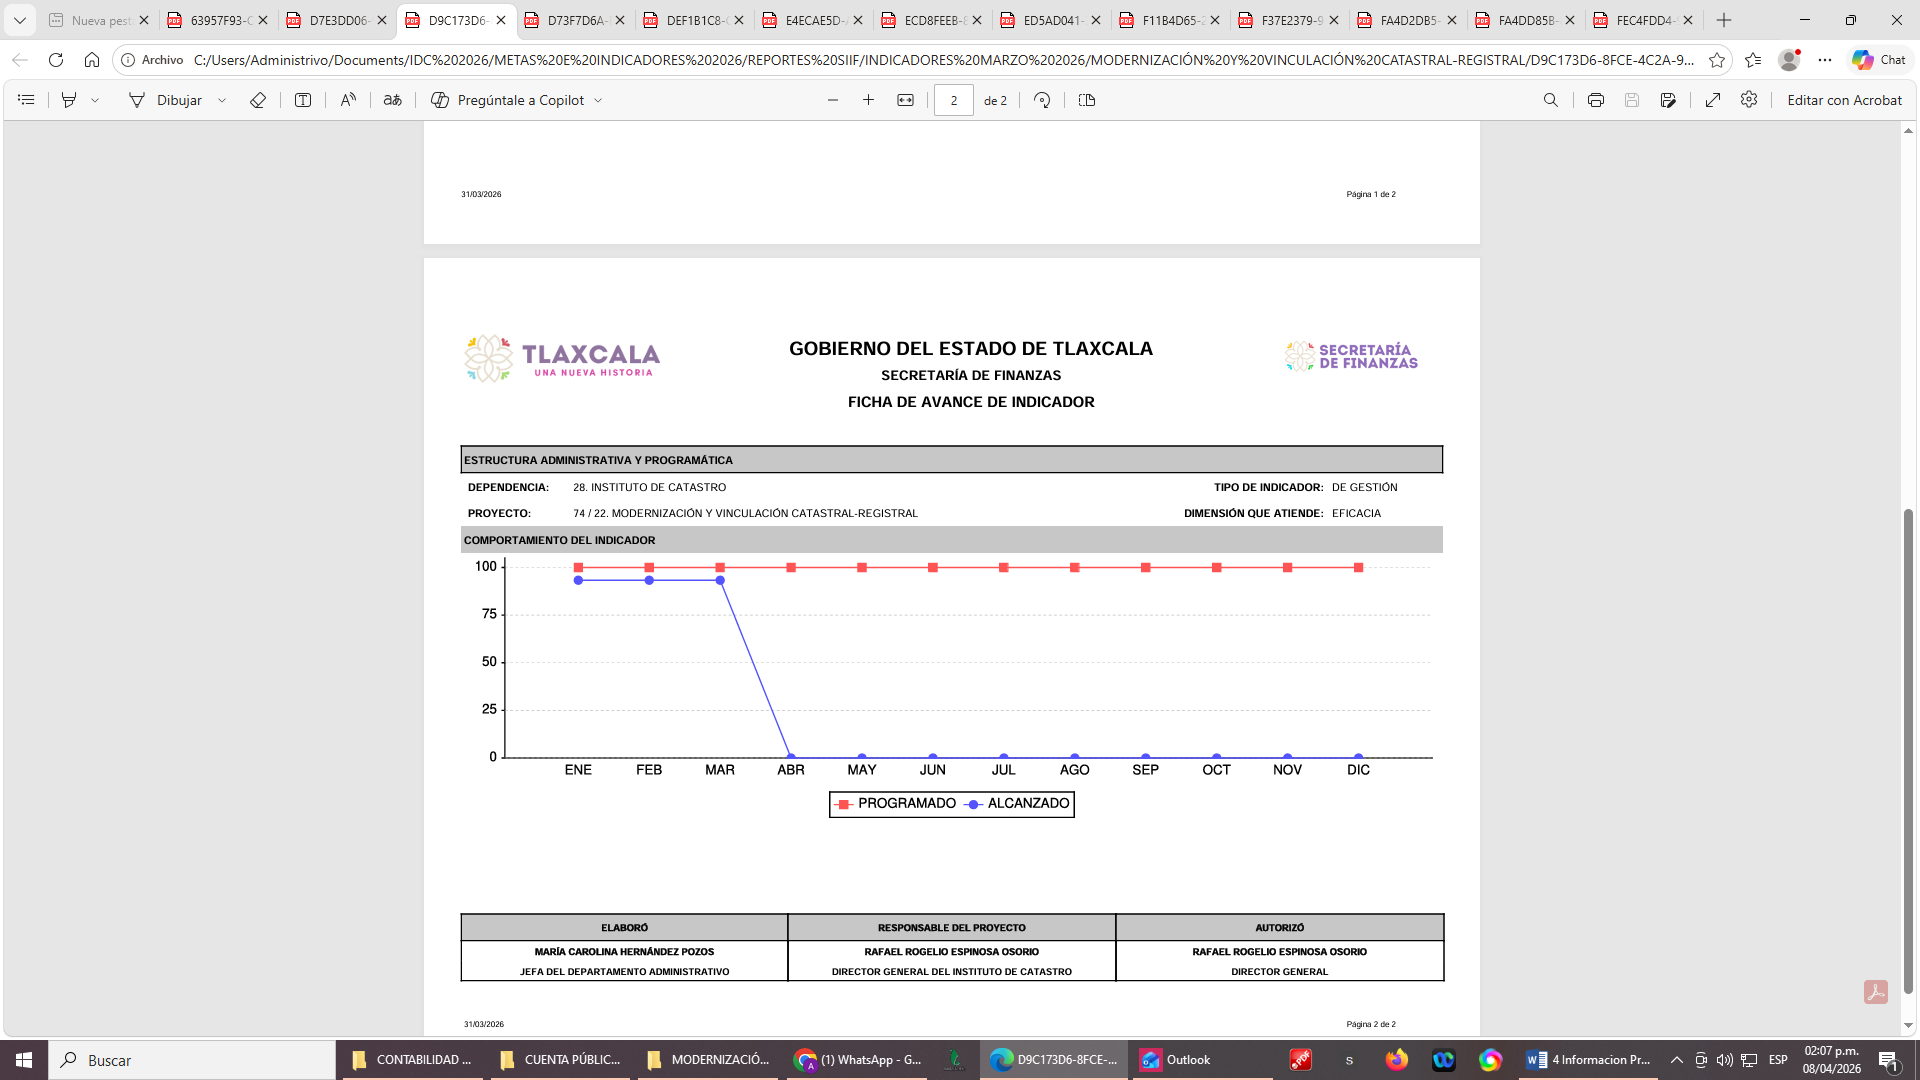 Nueva pest
63957F93-C
D7E3DD06-
D9C173D6-
D73F7D6A-
DEF1B1C8-
E4ECAE5D-
ECD8FEEB-
ED5AD041-
F11B4D65-
F37E2379-9
FA4D2DB5-
FA4DD85B-
FEC4FDD4-
Archivo C:/Users/Administrivo/Documents/IDC%202026/METAS%20E%20INDICADORES%202026/REPORTES%20SIIF/INDICADORES%20MARZO%202026/MODERNIZACIÓN%20Y%20VINCULACIÓN%20CATASTRAL-REGISTRAL/D9C173D6-8FCE-4C2A-9... Chat
Dibujar Pregúntale a Copilot 2 de 2 Editar con Acrobat
31/03/2026 Página 1 de 2
TLAXCALA
UNA NUEVA HISTORIA
GOBIERNO DEL ESTADO DE TLAXCALA
SECRETARÍA DE FINANZAS
FICHA DE AVANCE DE INDICADOR
SECRETARÍA
DE FINANZAS
ESTRUCTURA ADMINISTRATIVA Y PROGRAMÁTICA
DEPENDENCIA: 28. INSTITUTO DE CATASTRO TIPO DE INDICADOR: DE GESTIÓN
PROYECTO: 74 / 22. MODERNIZACIÓN Y VINCULACIÓN CATASTRAL-REGISTRAL DIMENSIÓN QUE ATIENDE: EFICACIA
COMPORTAMIENTO DEL INDICADOR
100
75
50
25
0
ENE FEB MAR ABR MAY JUN JUL AGO SEP OCT NOV DIC
PROGRAMADO ALCANZADO
ELABORÓ RESPONSABLE DEL PROYECTO AUTORIZÓ
MARÍA CAROLINA HERNÁNDEZ POZOS RAFAEL ROGELIO ESPINOSA OSORIO RAFAEL ROGELIO ESPINOSA OSORIO
JEFA DEL DEPARTAMENTO ADMINISTRATIVO DIRECTOR GENERAL DEL INSTITUTO DE CATASTRO DIRECTOR GENERAL
31/03/2026 Página 2 de 2
Buscar CONTABILIDAD ... CUENTA PÚBLIC... MODERNIZACIÓ... (1) WhatsApp - G... D9C173D6-8FCE-... Outlook 4 Informacion Pr... ESP 02:07 p.m.
08/04/2026